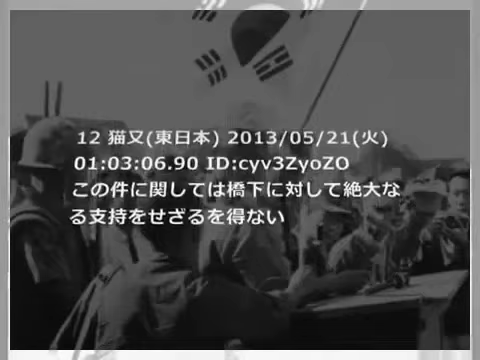 12 猫又(東日本) 2013/05/21(火)
01:03:06.90 ID:cyv3ZyoZO
この件に関しては橋下に対して絶大な
る支持をせざるを得ない